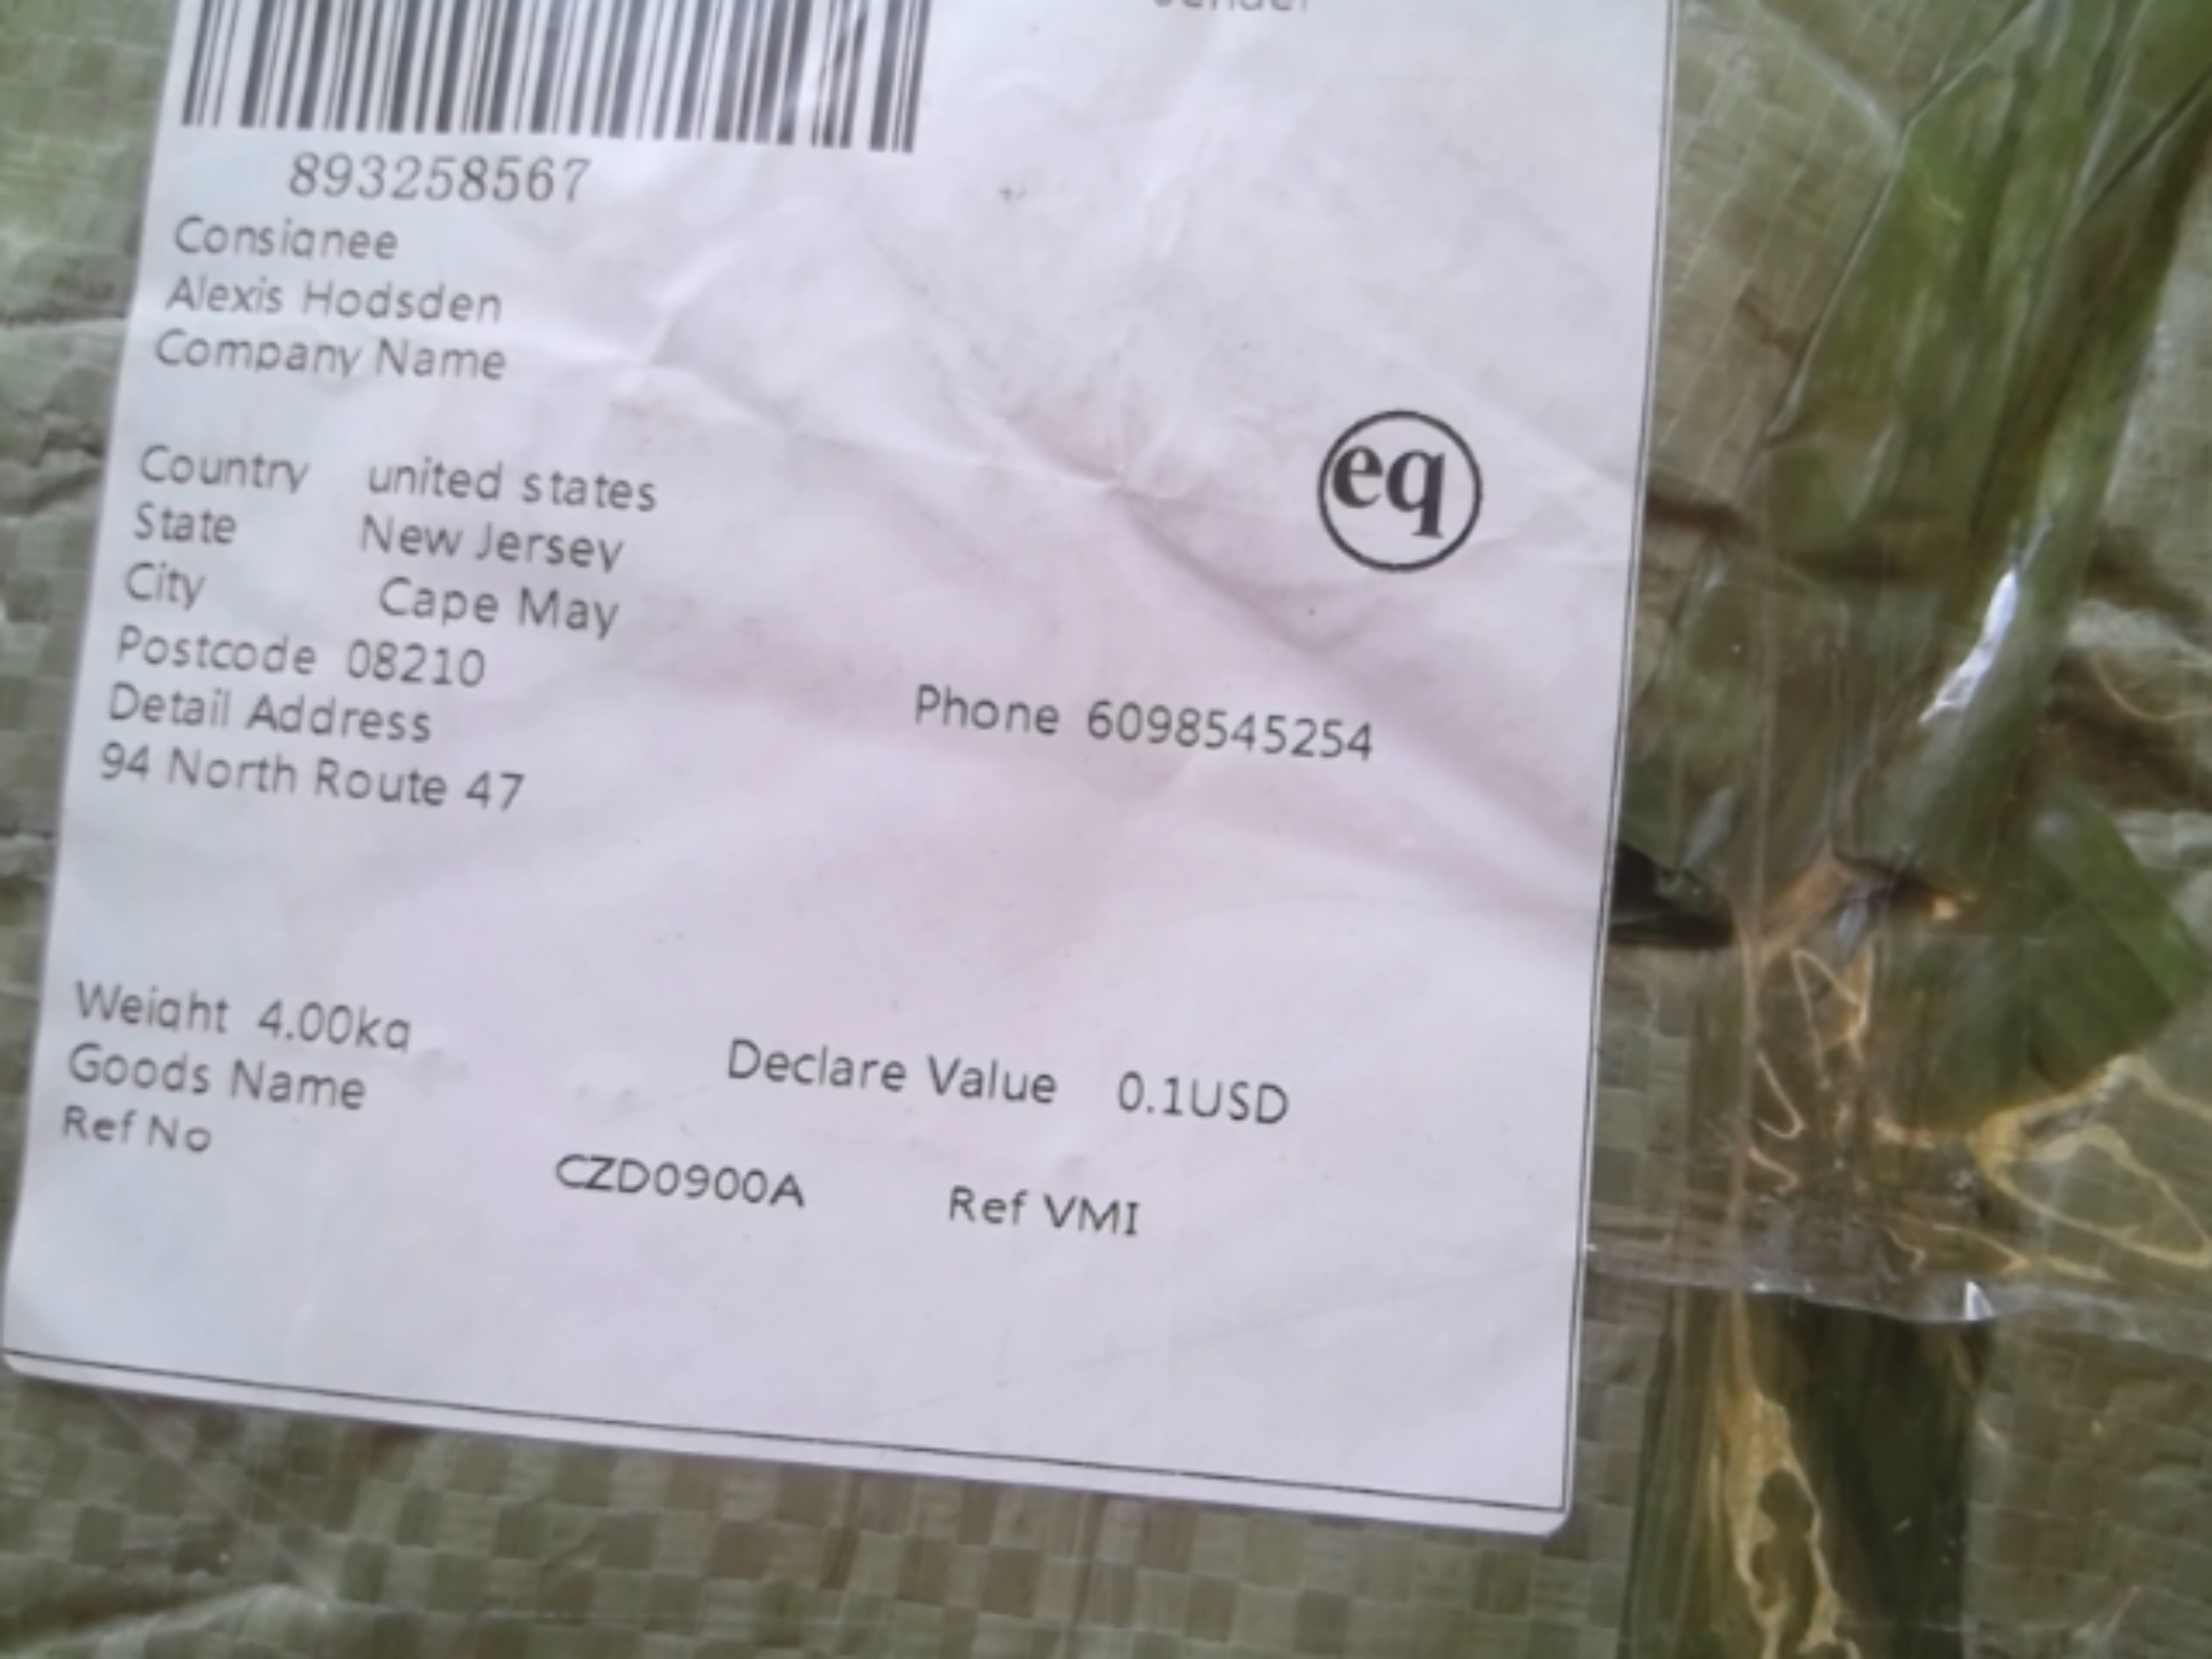 893258567
Consignee
Alexis Hodsden
Company Name
eq
Country united states
State New Jersey
City Cape May
Postcode 08210
Detail Address
Phone 6098545254
94 North Route 47
Weight 4.00kg
Declare Value 0.1USD
Goods Name
Ref No
CZD0900A Ref VMI